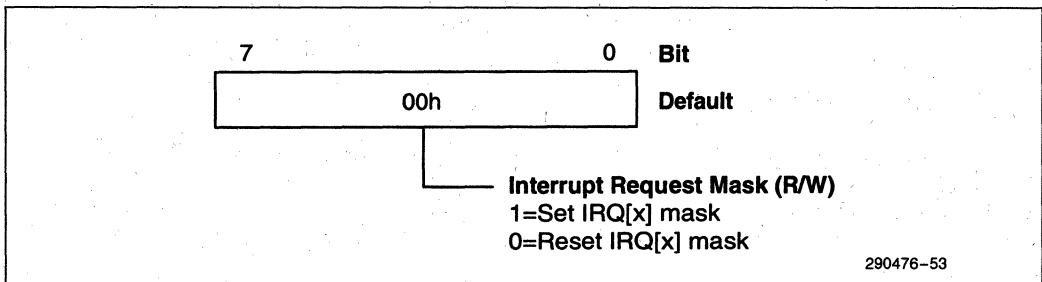 7 0 Bit
00h Default
Interrupt Request Mask (R/W)
1=Set IRQ[x] mask
0=Reset IRQ[x] mask
290476-53